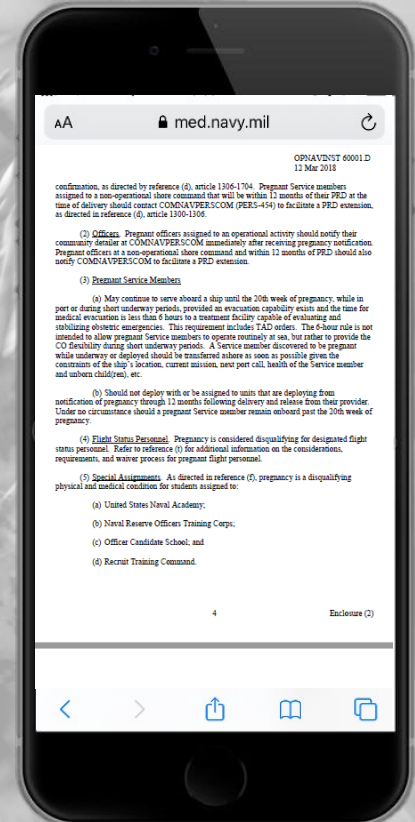 AA med.navy.mil
OPNAVINST 60001.D
12 Mar 2018
confirmation, as directed by reference (d), article 1306-1704. Pregnant Service members
assigned to a non-operational shore command that will be within 12 months of their PRD at the
time of delivery should contact COMNAVPERSCOM (PERS-454) to facilitate a PRD extension,
as directed in reference (d), article 1300-1306.
(2) Officers. Pregnant officers assigned to an operational activity should notify their
community detailer at COMNAVPERSCOM immediately after receiving pregnancy notification.
Pregnant officers at a non-operational shore command and within 12 months of PRD should also
notify COMNAVPERSCOM to facilitate a PRD extension.
(3) Pregnant Service Members
(a) May continue to serve aboard a ship until the 20th week of pregnancy, while in
port or during short underway periods, provided an evacuation capability exists and the time for
medical evacuation is less than 6 hours to a treatment facility capable of evaluating and
stabilizing obstetric emergencies. This requirement includes TAD orders. The 6-hour rule is not
intended to allow pregnant Service members to operate routinely at sea, but rather to provide the
CO flexibility during short underway periods. A Service member discovered to be pregnant
while underway or deployed should be transferred ashore as soon as possible given the
constraints of the ship's location, current mission, next port call, health of the Service member
and unborn child(ren), etc.
(b) Should not deploy with or be assigned to units that are deploying from
notification of pregnancy through 12 months following delivery and release from their provider.
Under no circumstance should a pregnant Service member remain onboard past the 20th week of
pregnancy.
(4) Flight Status Personnel. Pregnancy is considered disqualifying for designated flight
status personnel. Refer to reference (t) for additional information on the considerations,
requirements, and waiver process for pregnant flight personnel.
(5) Special Assignments. As directed in reference (f), pregnancy is a disqualifying
physical and medical condition for students assigned to:
(a) United States Naval Academy;
(b) Naval Reserve Officers Training Corps;
(c) Officer Candidate School; and
(d) Recruit Training Command.
4 Enclosure (2)